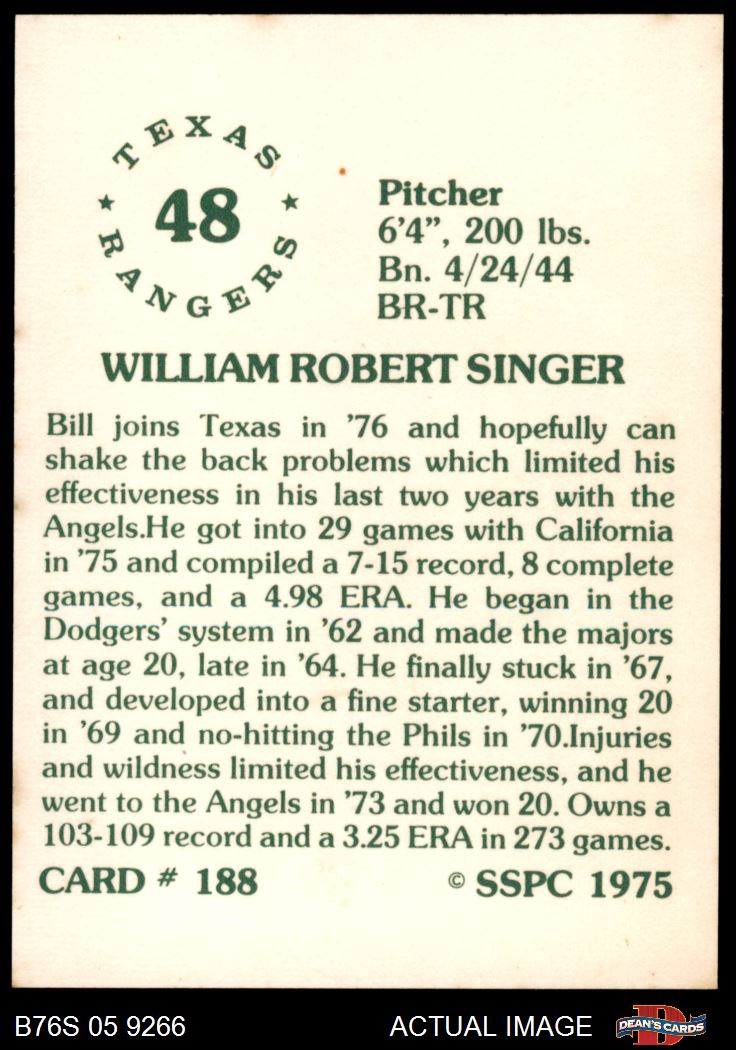 TEXAS
48
RANGERS
Pitcher
6'4”, 200 lbs.
Bn. 4/24/44
BR-TR
WILLIAM ROBERT SINGER
Bill joins Texas in ’76 and hopefully can
shake the back problems which limited his
effectiveness in his last two years with the
Angels.He got into 29 games with California
in ’75 and compiled a 7-15 record, 8 complete
games, and a 4.98 ERA. He began in the
Dodgers’ system in ’62 and made the majors
at age 20, late in ’64. He finally stuck in ’67,
and developed into a fine starter, winning 20
in ’69 and no-hitting the Phils in ’70.Injuries
and wildness limited his effectiveness, and he
went to the Angels in ’73 and won 20. Owns a
103-109 record and a 3.25 ERA in 273 games.
CARD # 188 © SSPC 1975
B76S 05 9266 ACTUAL IMAGE D DEAN'S CARDS